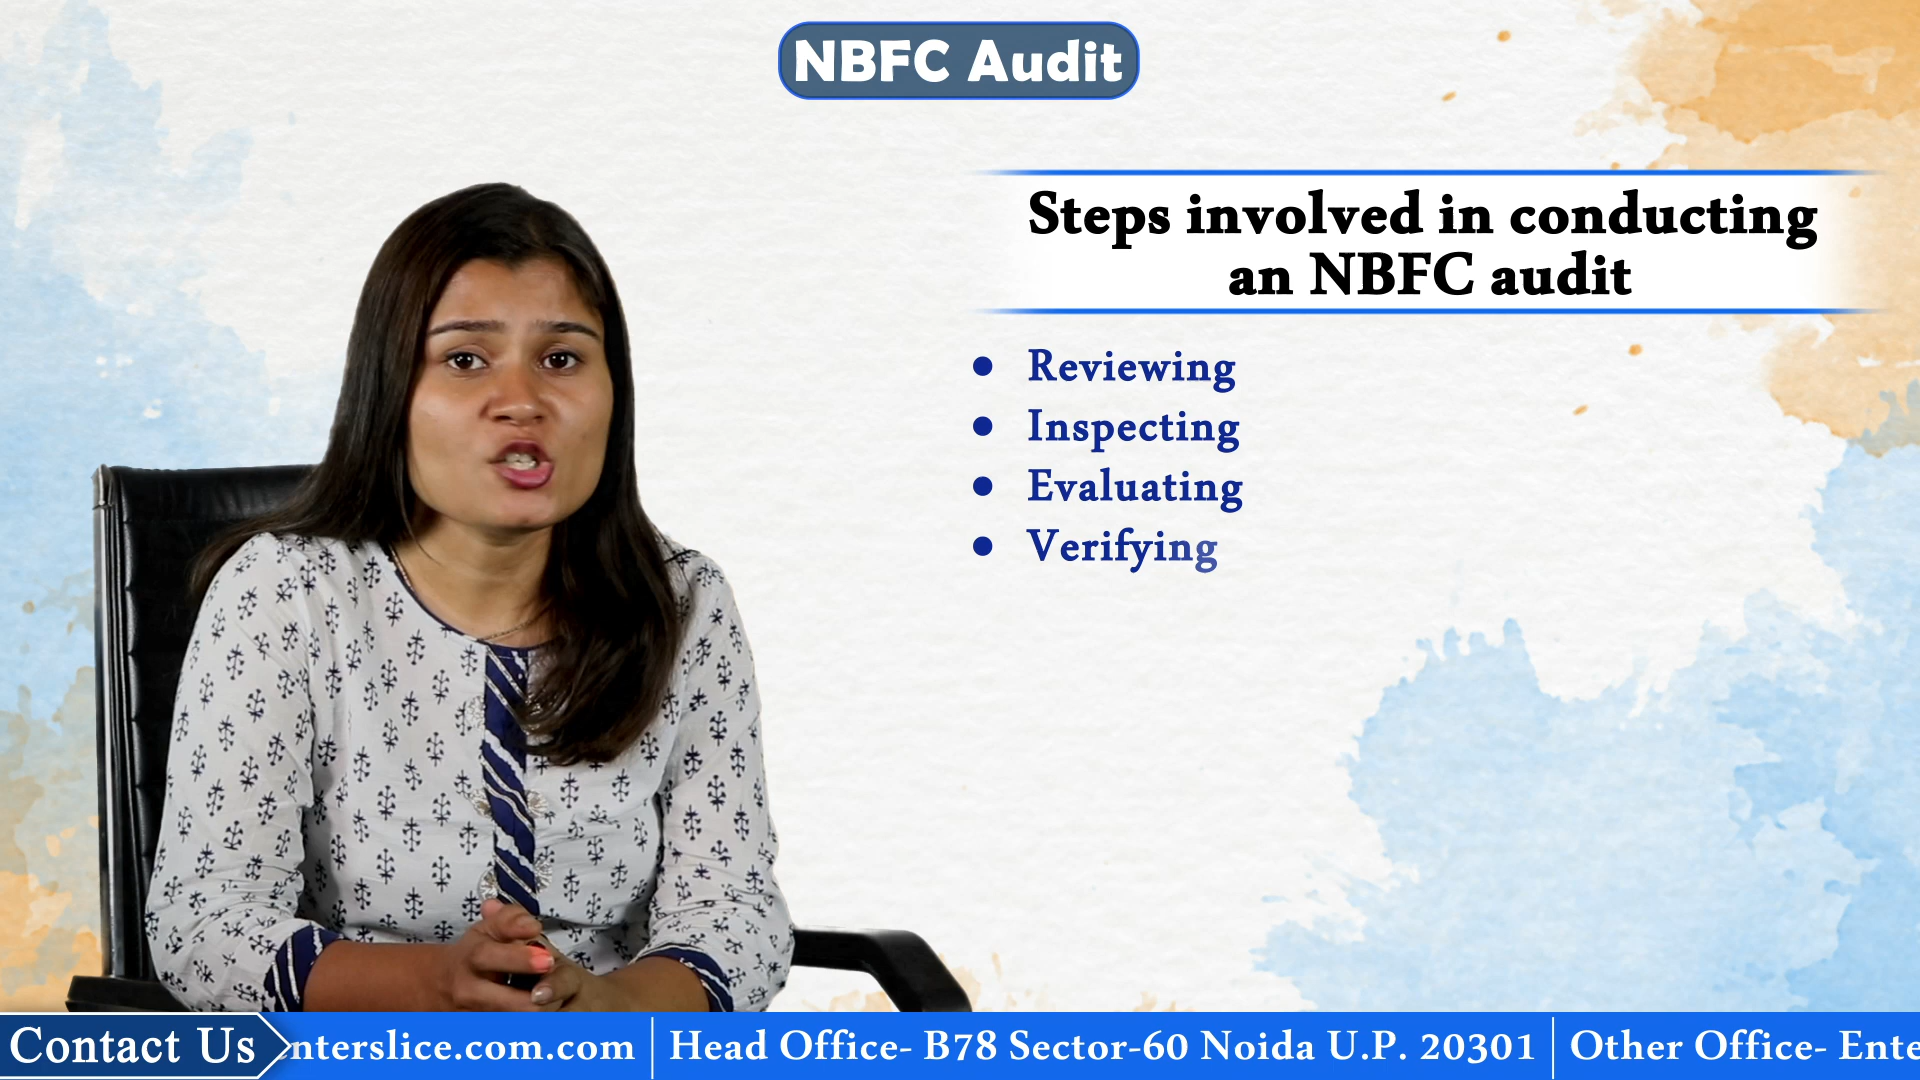 NBFC Audit
Steps involved in conducting
an NBFC audit
• Reviewing
• Inspecting
• Evaluating
• Verifying
Contact Us
nterslice.com.com
Head Office- B78 Sector-60 Noida U.P. 20301
Other Office- Ente